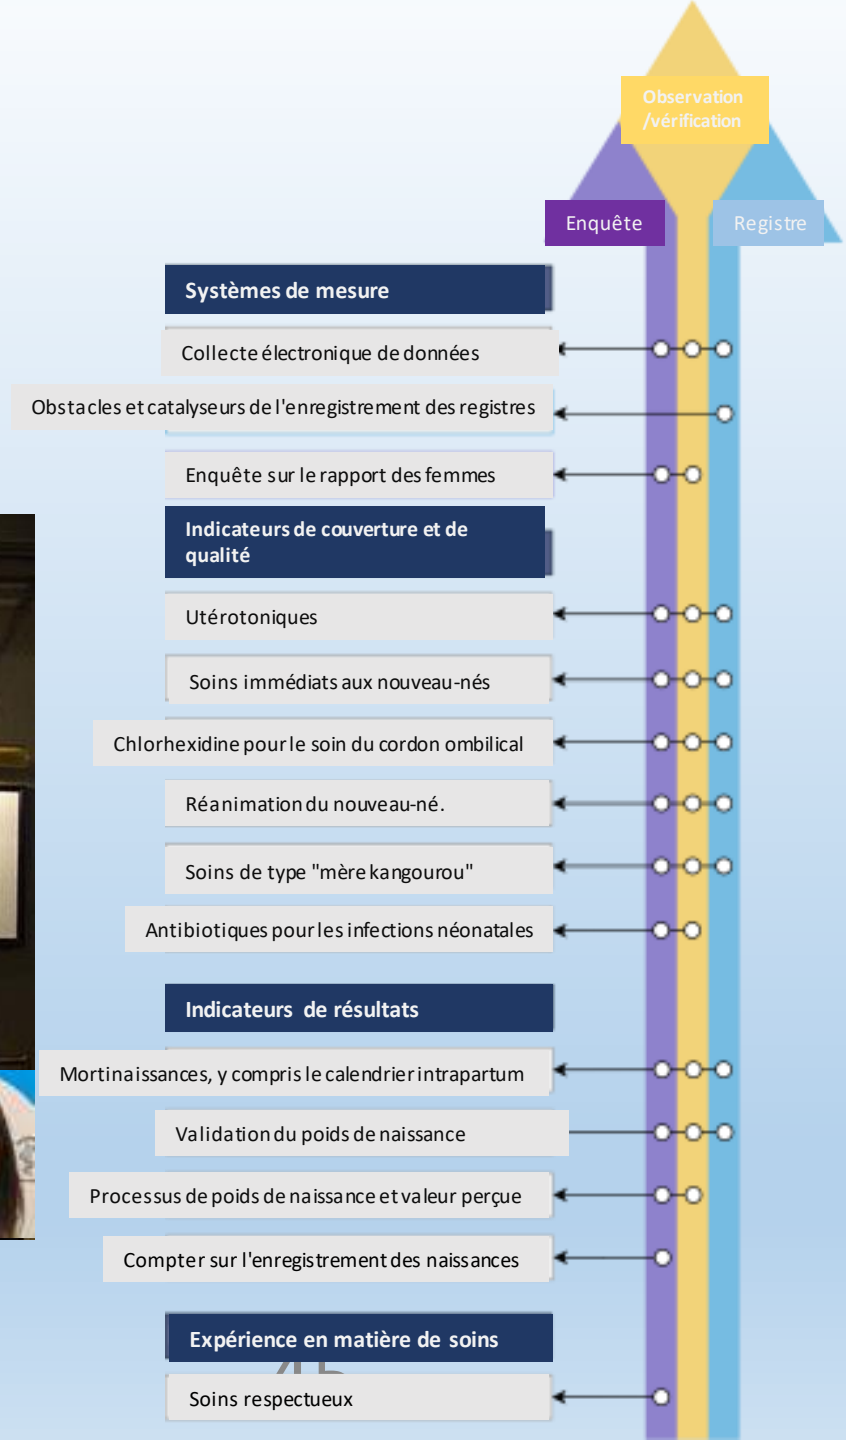 Observation
/vérification
Enquête
Registre
Systèmes de mesure
Collecte électronique de données
Obstacles et catalyseurs de l'enregistrement des registres
Enquête sur le rapport des femmes
Indicateurs de couverture et de
qualité
Utérotoniques
Soins immédiats aux nouveau-nés
Chlorhexidine pour le soin du cordon ombilical
Réanimation du nouveau-né.
Soins de type "mère kangourou"
Antibiotiques pour les infections néonatales
Indicateurs de résultats
Mortinaissances, y compris le calendrier intrapartum
Validation du poids de naissance
Processus de poids de naissance et valeur perçue
Compter sur l'enregistrement des naissances
Expérience en matière de soins
Soins respectueux